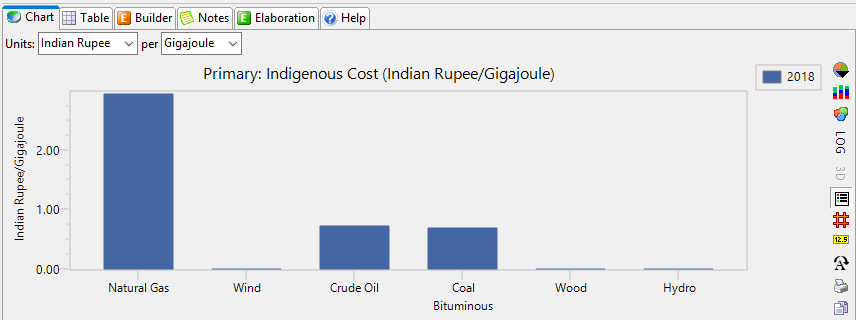 Chart Table Builder Notes E Elaboration Help
Units: Indian Rupee per Gigajoule
Primary: Indigenous Cost (Indian Rupee/Gigajoule)
2018
Indian Rupee/Gigajoule
2.00
1.00
0.00
Natural Gas Wind Crude Oil Coal Wood Hydro
Bituminous
LOG
3D
12.5
A